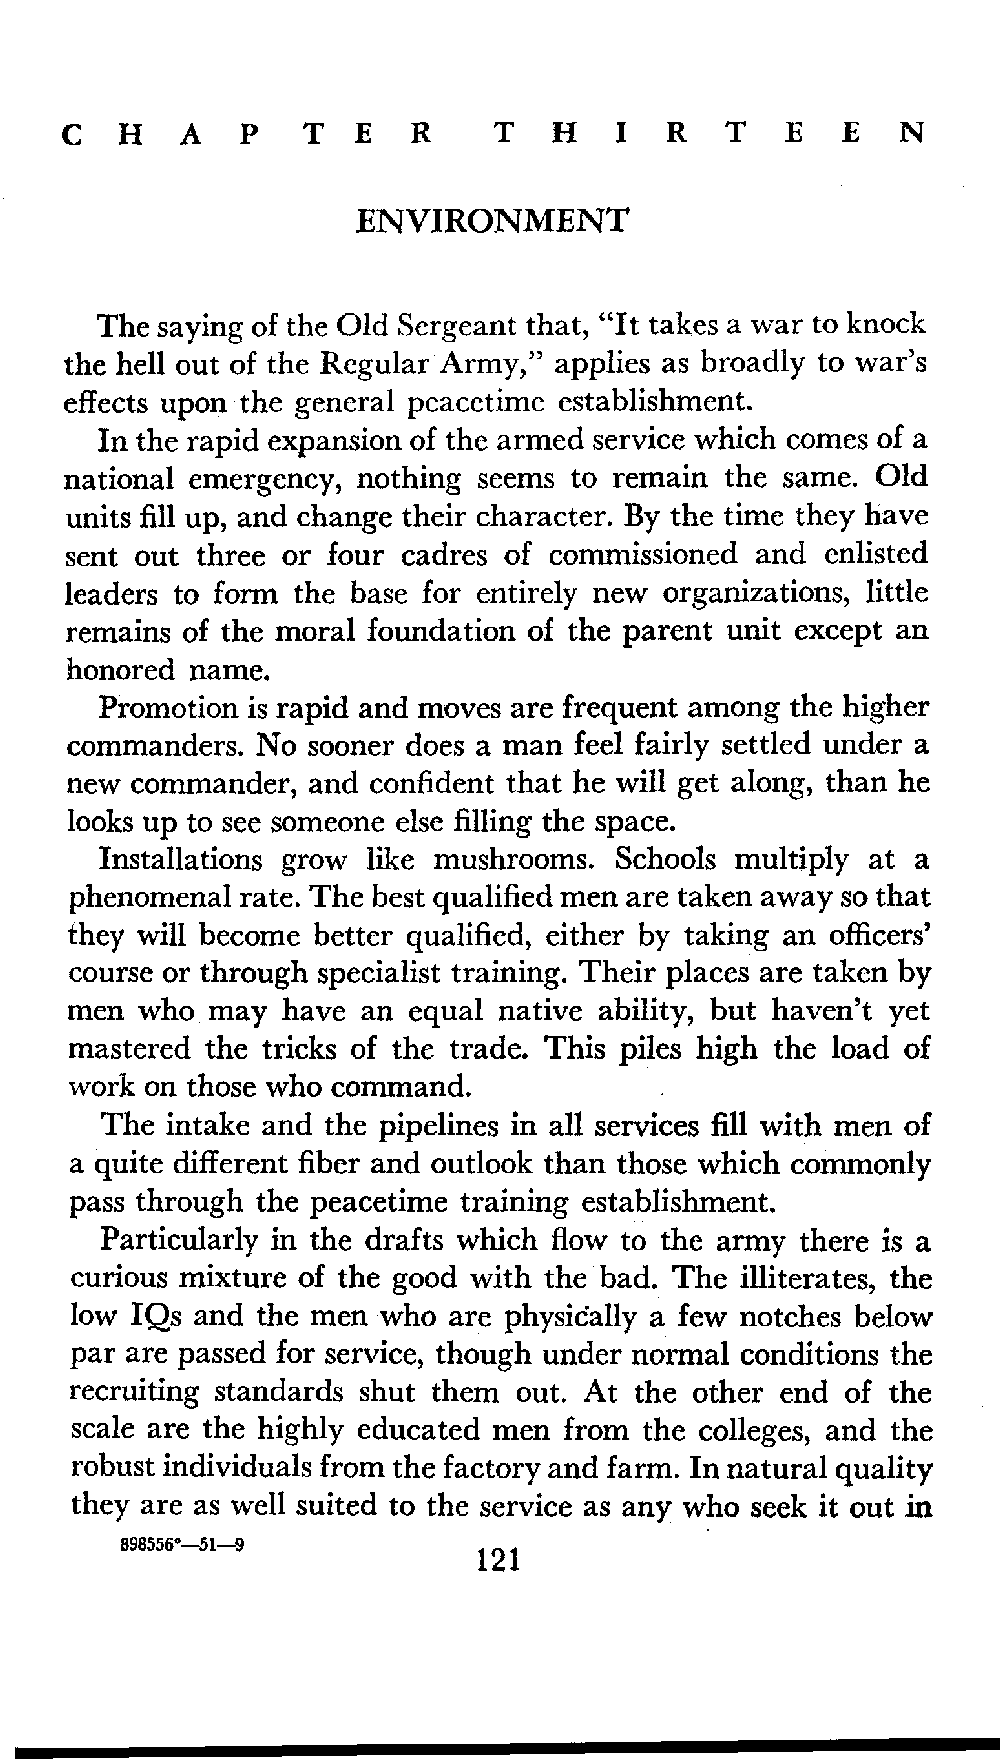 CHAPTER THIRTEEN
ENVIRONMENT
The saying of the Old Sergeant that, “It takes a war to knock
the hell out of the Regular Army,” applies as broadly to war’s
effects upon the general peacetime establishment.
In the rapid expansion of the armed service which comes of a
national emergency, nothing seems to remain the same. Old
units fill up, and change their character. By the time they have
sent out three or four cadres of commissioned and enlisted
leaders to form the base for entirely new organizations, little
remains of the moral foundation of the parent unit except an
honored name.
Promotion is rapid and moves are frequent among the higher
commanders. No sooner does a man feel fairly settled under a
new commander, and confident that he will get along, than he
looks up to see someone else filling the space.
Installations grow like mushrooms. Schools multiply at a
phenomenal rate. The best qualified men are taken away so that
they will become better qualified, either by taking an officers’
course or through specialist training. Their places are taken by
men who may have an equal native ability, but haven’t yet
mastered the tricks of the trade. This piles high the load of
work on those who command.
The intake and the pipelines in all services fill with men of
a quite different fiber and outlook than those which commonly
pass through the peacetime training establishment.
Particularly in the drafts which flow to the army there is a
curious mixture of the good with the bad. The illiterates, the
low IQs and the men who are physically a few notches below
par are passed for service, though under normal conditions the
recruiting standards shut them out. At the other end of the
scale are the highly educated men from the colleges, and the
robust individuals from the factory and farm. In natural quality
they are as well suited to the service as any who seek it out in
898556°—51—9
121